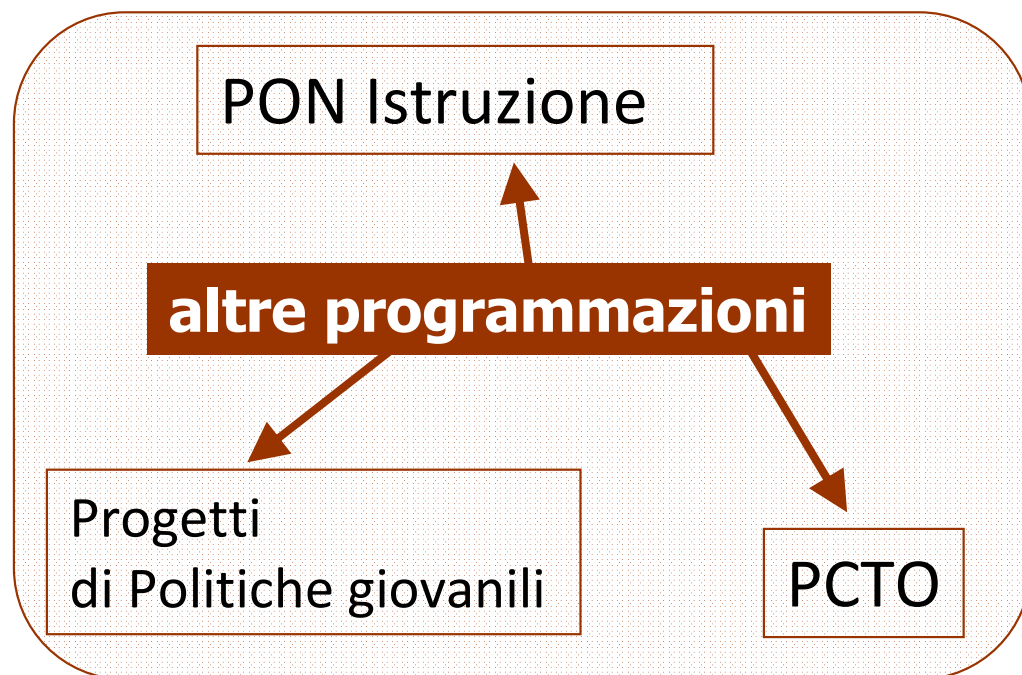 PON Istruzione
altre programmazioni
Progetti
di Politiche giovanili
PCTO